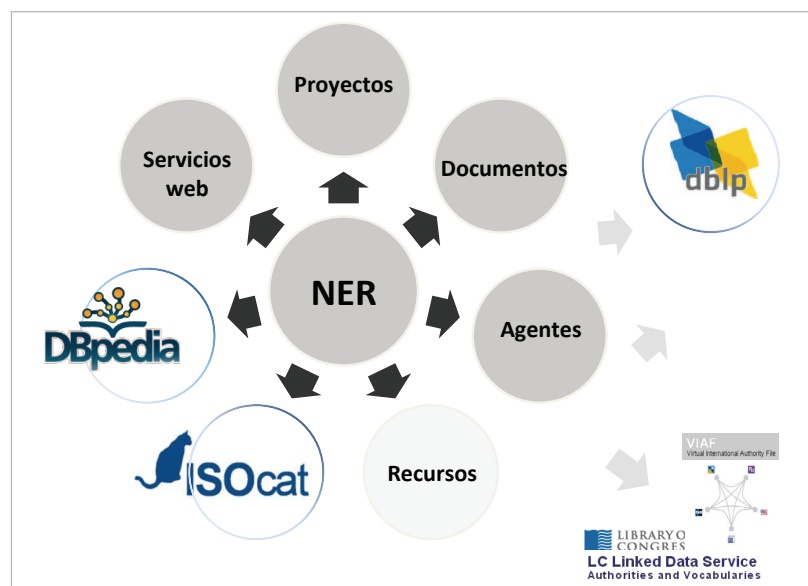 Proyectos
Servicios
web
Documentos
dblp
NER
DBpedia
Agentes
ISOcat
Recursos
VIAF
Virtual International Authority File
LIBRARY O
CONGRES
LC Linked Data Service
Authorities and Vocabularies